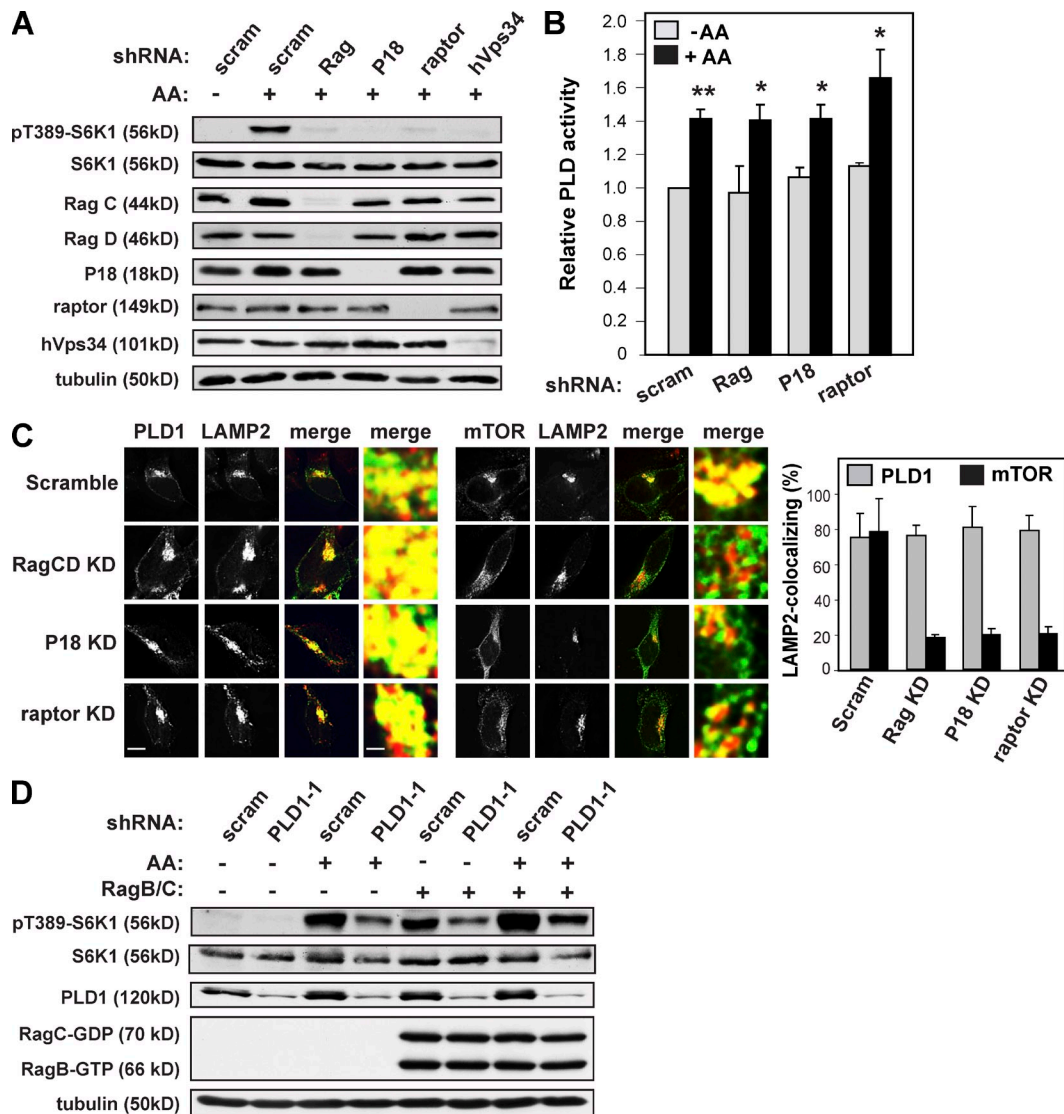 A
shRNA: scram scram Rag P18 raptor hVps34
AA: - + + + + +
pT389-S6K1 (56kD)
S6K1 (56kD)
Rag C (44kD)
Rag D (46kD)
P18 (18kD)
raptor (149kD)
hVps34 (101kD)
tubulin (50kD)
B
Relative PLD activity
2.0
1.8
1.6
1.4
1.2
1.0
0.8
0.6
0.4
0.2
0
-AA
+ AA
** * * *
shRNA: scram Rag P18 raptor
C
PLD1 LAMP2 merge merge mTOR LAMP2 merge merge
Scramble
RagCD KD
P18 KD
raptor KD
LAMP2-colocalizing (%)
100
80
60
40
20
0
PLD1 mTOR
Scram Rag KD P18 KD raptor KD
D
shRNA: scram PLD1-1 scram PLD1-1 scram PLD1-1 scram PLD1-1
AA: - - + + - - + +
RagB/C: - - - - + + + +
pT389-S6K1 (56kD)
S6K1 (56kD)
PLD1 (120kD)
RagC-GDP (70 kD)
RagB-GTP (66 kD)
tubulin (50kD)